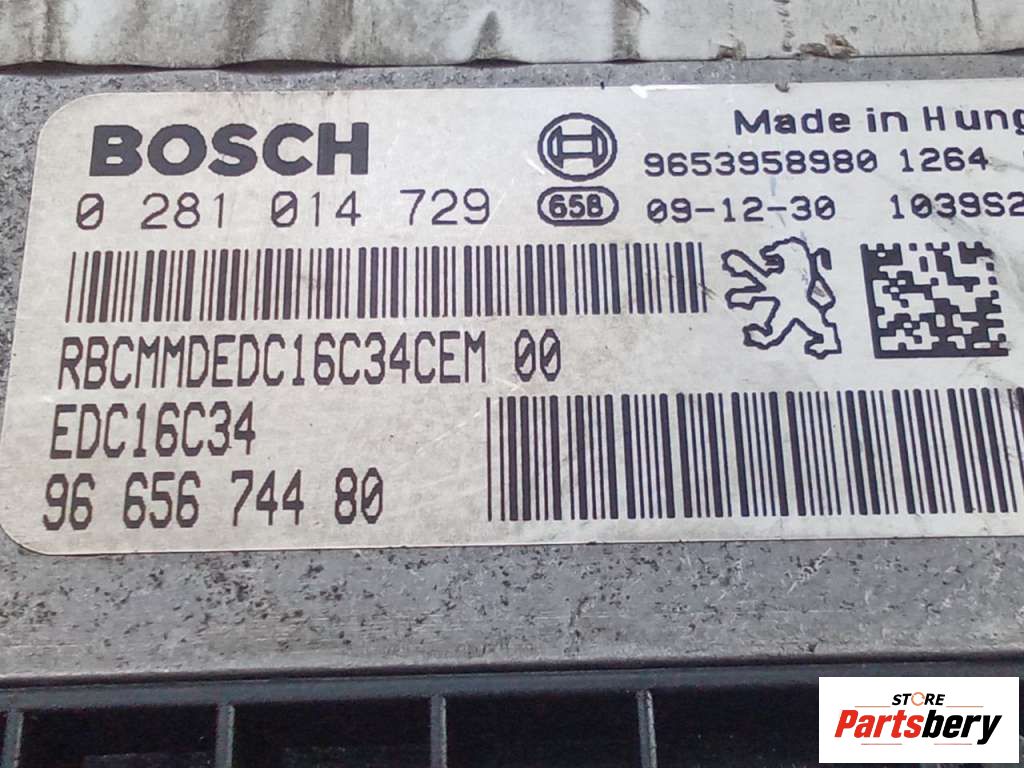 BOSCH
Made in Hung
9653958980 1264
0 281 014 729
658
09-12-30 1039S2
RBCMMDEDC16C34CEM 00
EDC16C34
96 656 744 80
STORE
Partsbery